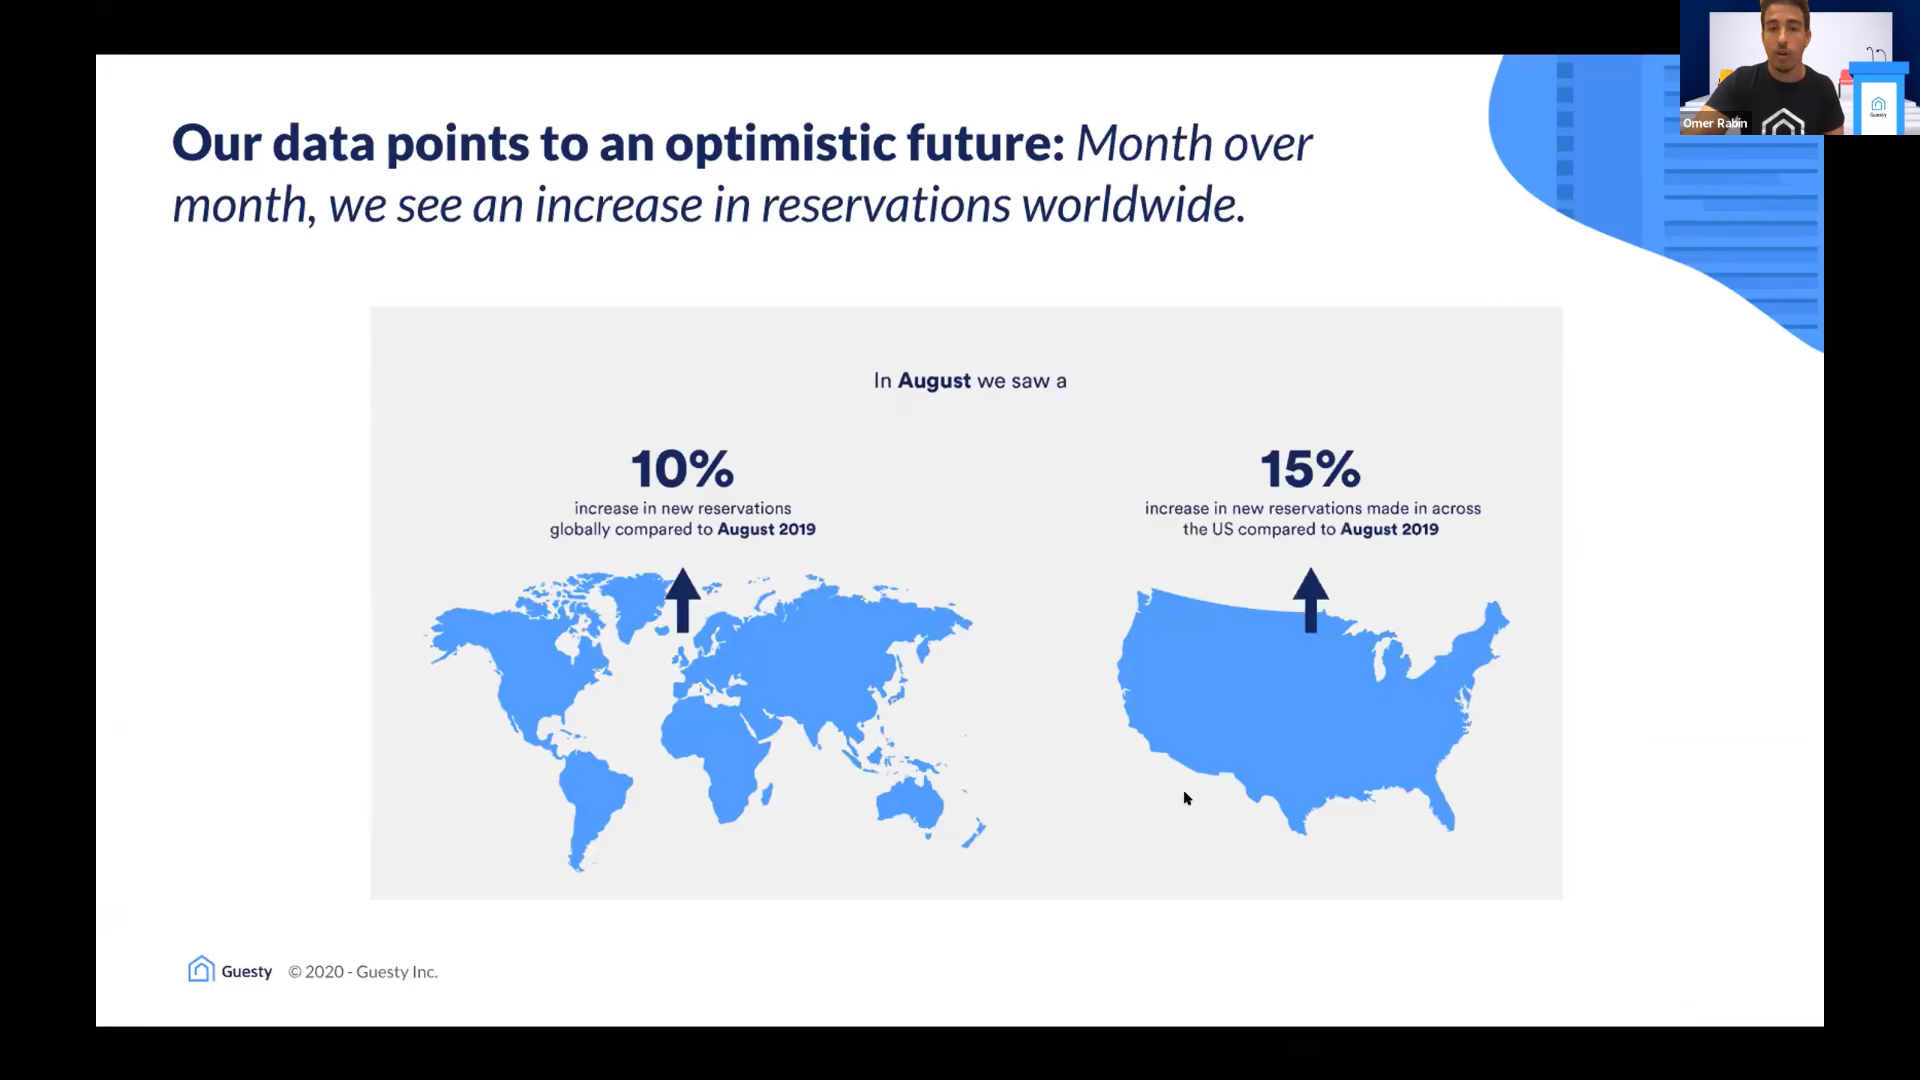 Our data points to an optimistic future: Month over
month, we see an increase in reservations worldwide.
In August we saw a
10%
increase in new reservations
globally compared to August 2019
15%
increase in new reservations made in across
the US compared to August 2019
Guesty © 2020 - Guesty Inc.
Omer Rabin
Guesty